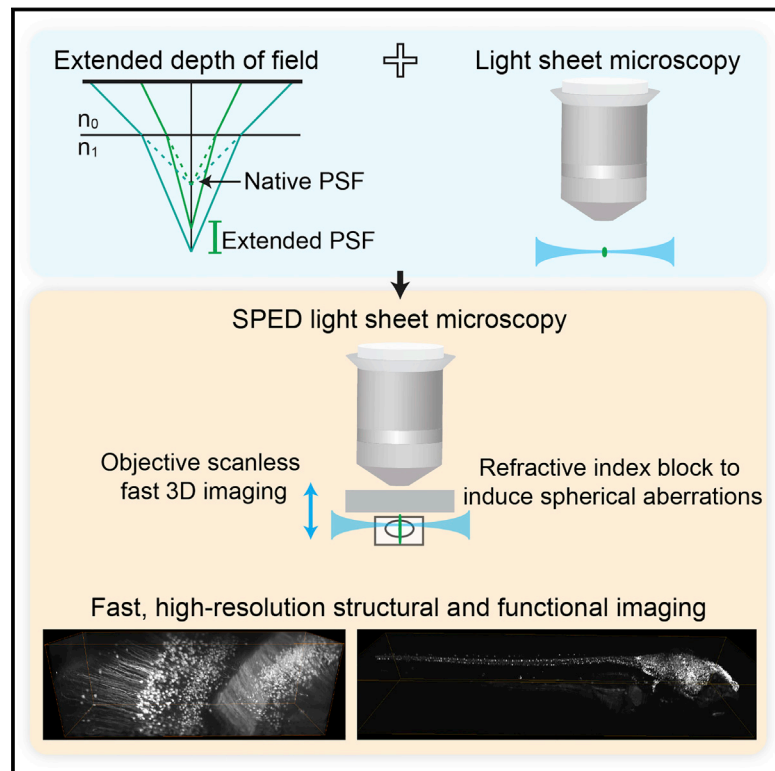 Extended depth of field
Light sheet microscopy
n₀
n₁
Native PSF
Extended PSF
SPED light sheet microscopy
Objective scanless
fast 3D imaging
Refractive index block to
induce spherical aberrations
Fast, high-resolution structural and functional imaging